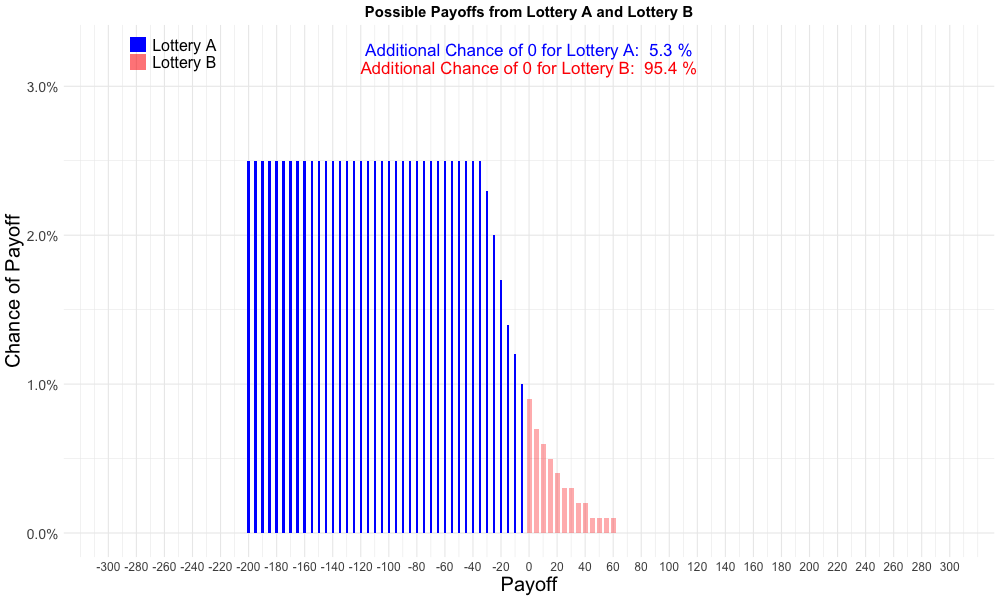 Possible Payoffs from Lottery A and Lottery B
Lottery A
Lottery B
Additional Chance of 0 for Lottery A: 5.3 %
Additional Chance of 0 for Lottery B: 95.4 %
Chance of Payoff
3.0%
2.0%
1.0%
0.0%
-300 -280 -260 -240 -220 -200 -180 -160 -140 -120 -100 -80 -60 -40 -20 0 20 40 60 80 100 120 140 160 180 200 220 240 260 280 300
Payoff